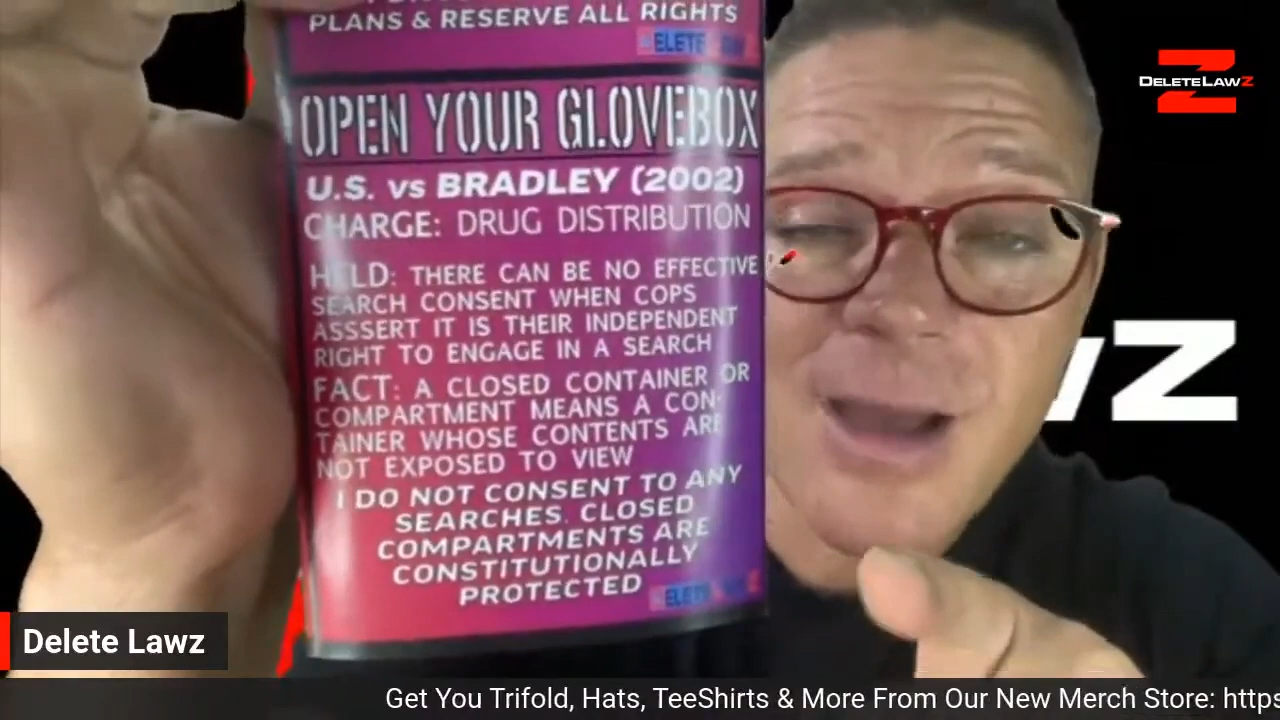 PLANS & RESERVE ALL RIGHTS
OPEN YOUR GLOVEBOX
U.S. vs BRADLEY (2002)
CHARGE: DRUG DISTRIBUTION
HELD: THERE CAN BE NO EFFECTIVE
SEARCH CONSENT WHEN COPS
ASSSERT IT IS THEIR INDEPENDENT
RIGHT TO ENGAGE IN A SEARCH
FACT: A CLOSED CONTAINER OR
COMPARTMENT MEANS A CON-
TAINER WHOSE CONTENTS ARE
NOT EXPOSED TO VIEW
I DO NOT CONSENT TO ANY
SEARCHES. CLOSED
COMPARTMENTS ARE
CONSTITUTIONALLY
PROTECTED
DELETELAWZ
Z
Delete Lawz
Get You Trifold, Hats, TeeShirts & More From Our New Merch Store: https